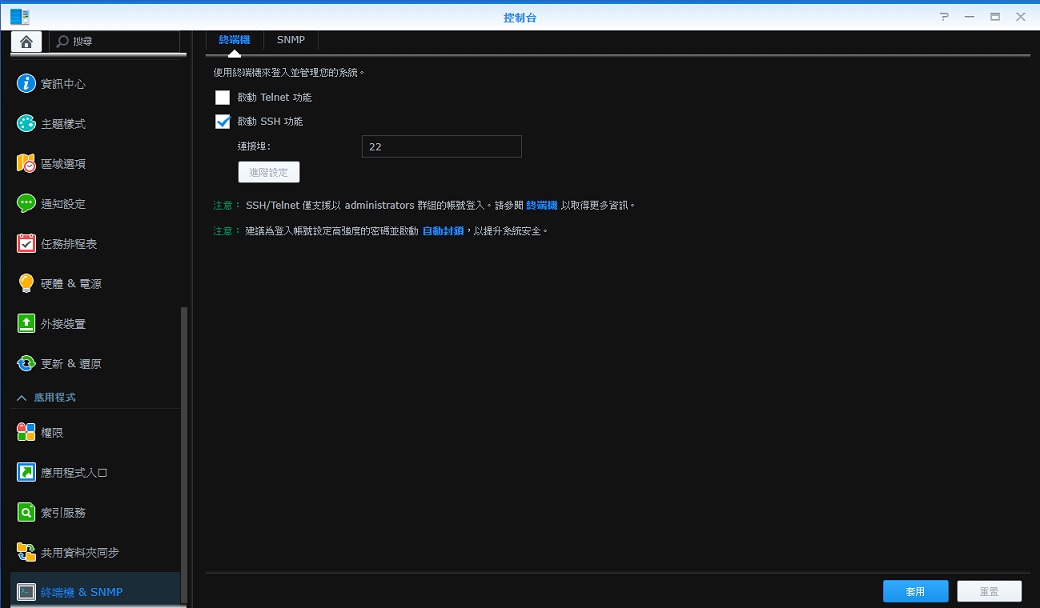 控制台
搜尋
資訊中心
主題樣式
區域選項
通知設定
任務排程表
硬體 & 電源
外接裝置
更新 & 還原
應用程式
權限
應用程式入口
索引服務
共用資料夾同步
終端機 & SNMP
終端機 SNMP
使用終端機來登入並管理您的系統。
啟動 Telnet 功能
啟動 SSH 功能
連接埠: 22
進階設定
注意： SSH/Telnet 僅支援以 administrators 群組的帳號登入。請參閱 終端機 以取得更多資訊。
注意： 建議為登入帳號設定高強度的密碼並啟動 自動封鎖，以提升系統安全。
套用 重置